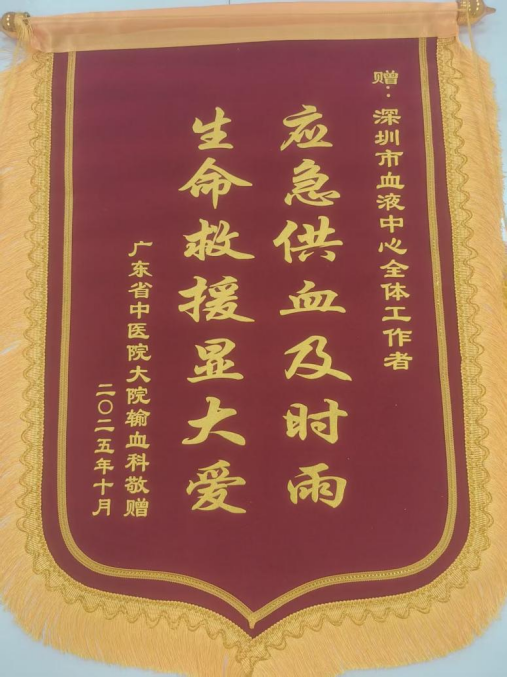 赠：深圳市血液中心全体工作者
应急供血及时雨
生命救援显大爱
广东省中医院大院输血科敬赠
二〇二五年十月